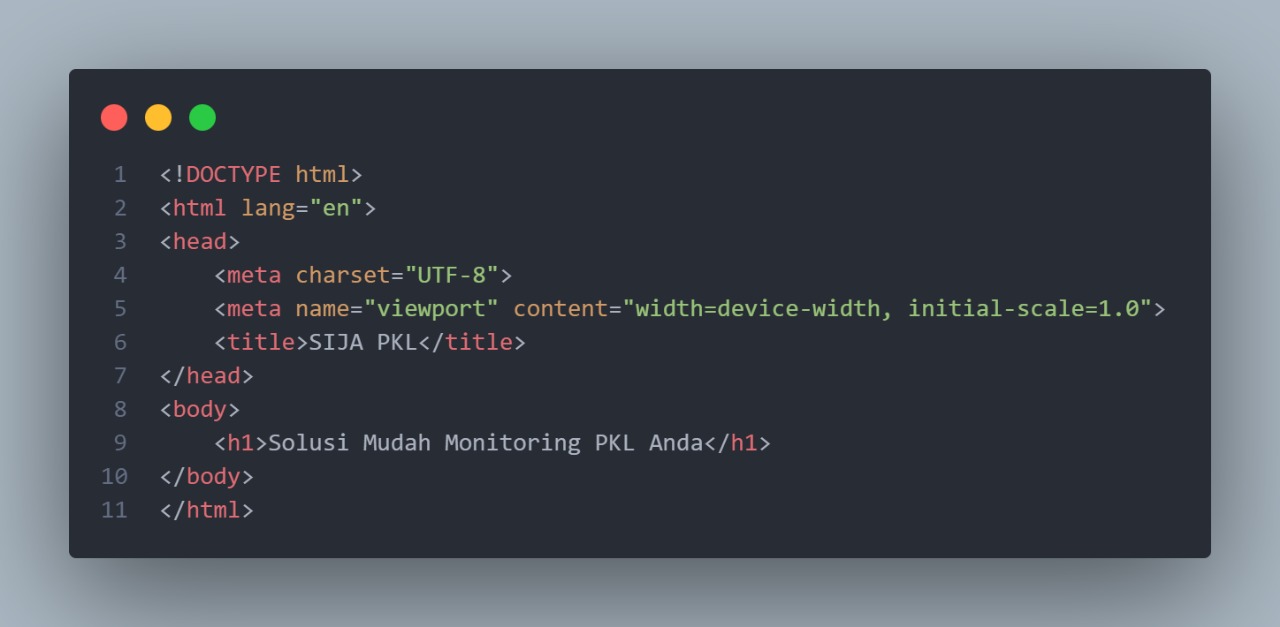 1 <!DOCTYPE html>
2 <html lang="en">
3 <head>
4     <meta charset="UTF-8">
5     <meta name="viewport" content="width=device-width, initial-scale=1.0">
6     <title>SIJA PKL</title>
7 </head>
8 <body>
9     <h1>Solusi Mudah Monitoring PKL Anda</h1>
10 </body>
11 </html>